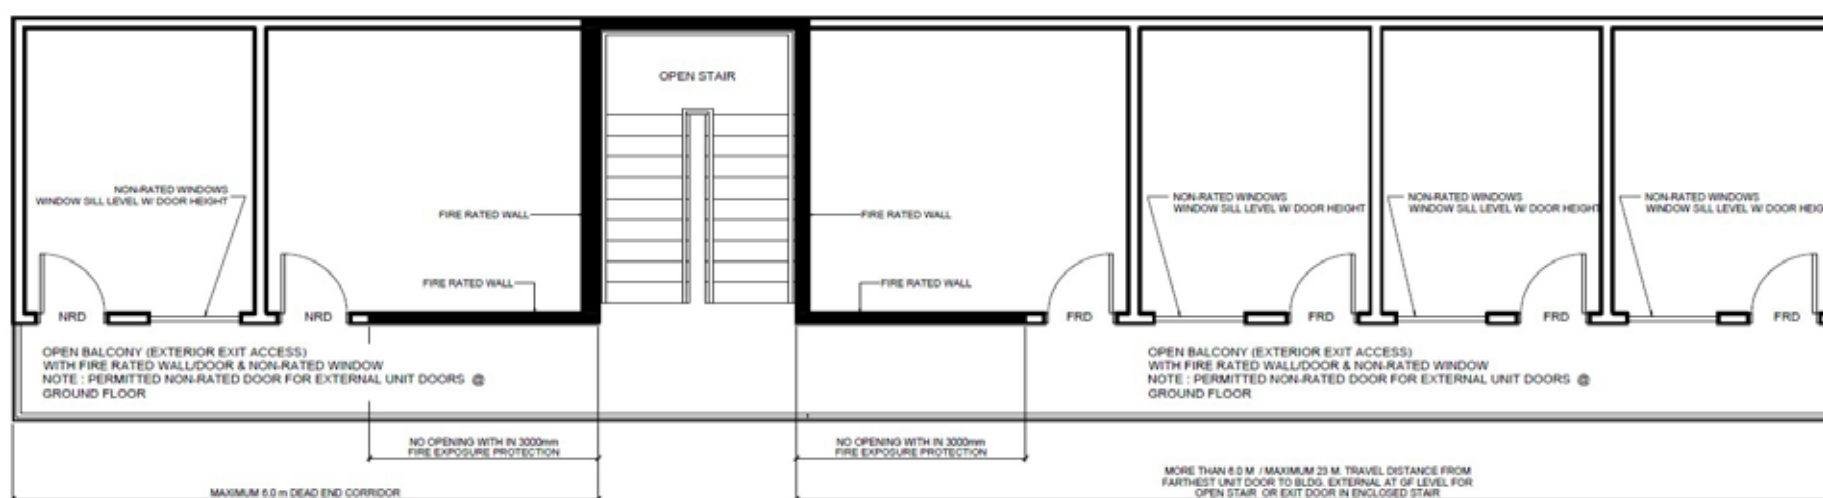 OPEN STAIR
NON-RATED WINDOWS
WINDOW SILL LEVEL W/ DOOR HEIGHT
FIRE RATED WALL
FIRE RATED WALL
NON-RATED WINDOWS
WINDOW SILL LEVEL W/ DOOR HEIGHT
NON-RATED WINDOWS
WINDOW SILL LEVEL W/ DOOR HEIGHT
NON-RATED WINDOWS
WINDOW SILL LEVEL W/ DOOR HEIG
FIRE RATED WALL
FIRE RATED WALL
NRD
NRD
FRD
FRD
FRD
FRD
OPEN BALCONY (EXTERIOR EXIT ACCESS)
WITH FIRE RATED WALL/DOOR & NON-RATED WINDOW
NOTE : PERMITTED NON-RATED DOOR FOR EXTERNAL UNIT DOORS @
GROUND FLOOR
OPEN BALCONY (EXTERIOR EXIT ACCESS)
WITH FIRE RATED WALL/DOOR & NON-RATED WINDOW
NOTE : PERMITTED NON-RATED DOOR FOR EXTERNAL UNIT DOORS @
GROUND FLOOR
NO OPENING WITH IN 3000mm
FIRE EXPOSURE PROTECTION
NO OPENING WITH IN 3000mm
FIRE EXPOSURE PROTECTION
MAXIMUM 6.0 m DEAD END CORRIDOR
MORE THAN 6.0 M / MAXIMUM 23 M. TRAVEL DISTANCE FROM
FARTHEST UNIT DOOR TO BLDG. EXTERNAL AT GF LEVEL FOR
OPEN STAIR OR EXIT DOOR IN ENCLOSED STAIR